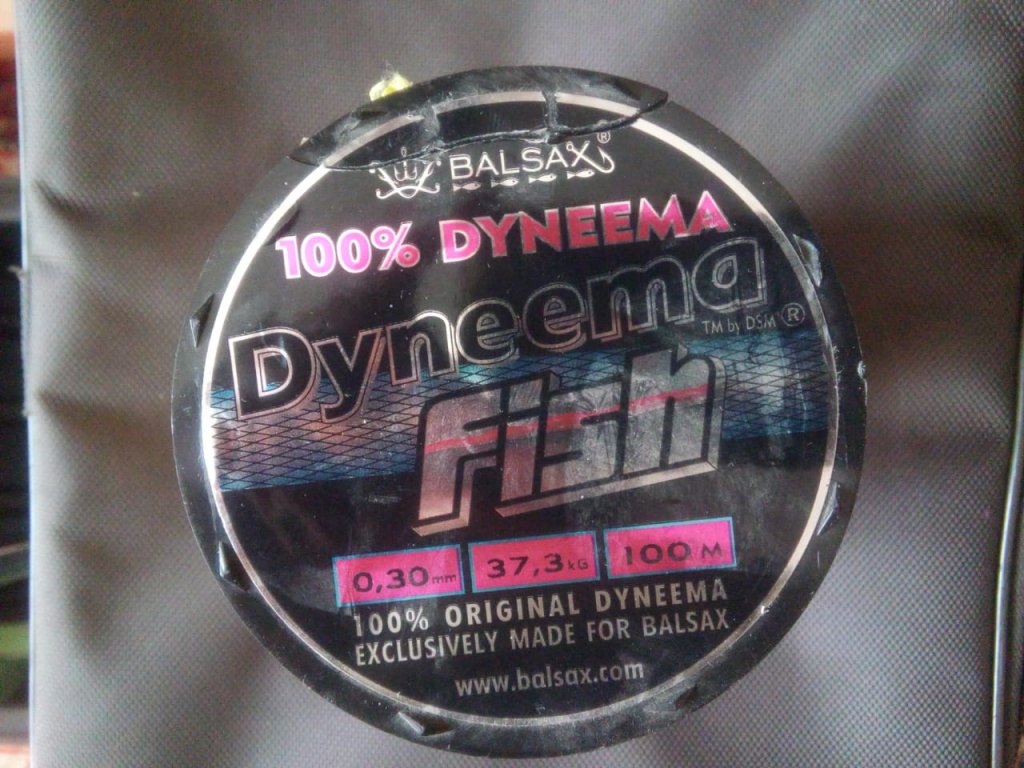 BALSAX®
100% DYNEEMA
Dyneema
TM by DSM ®
Fish
0,30mm 37,3kG 100M
100% ORIGINAL DYNEEMA
EXCLUSIVELY MADE FOR BALSAX
www.balsax.com